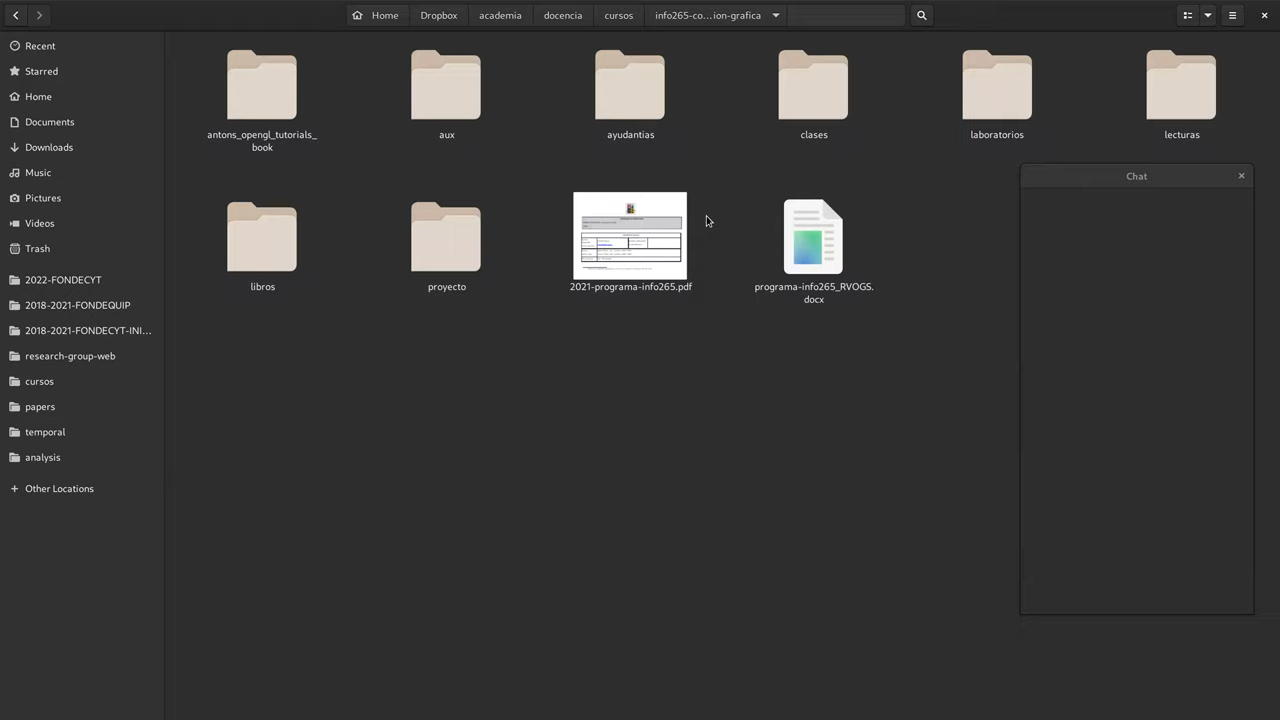 Home
Dropbox
academia
docencia
cursos
info265-co...ion-grafica
Recent
Starred
Home
Documents
Downloads
Music
Pictures
Videos
Trash
2022-FONDECYT
2018-2021-FONDEQUIP
2018-2021-FONDECYT-INI...
research-group-web
cursos
papers
temporal
analysis
Other Locations
antons_opengl_tutorials_
book
aux
ayudantias
clases
laboratorios
lecturas
libros
proyecto
2021-programa-info265.pdf
programa-info265_RVOGS.
docx
Chat